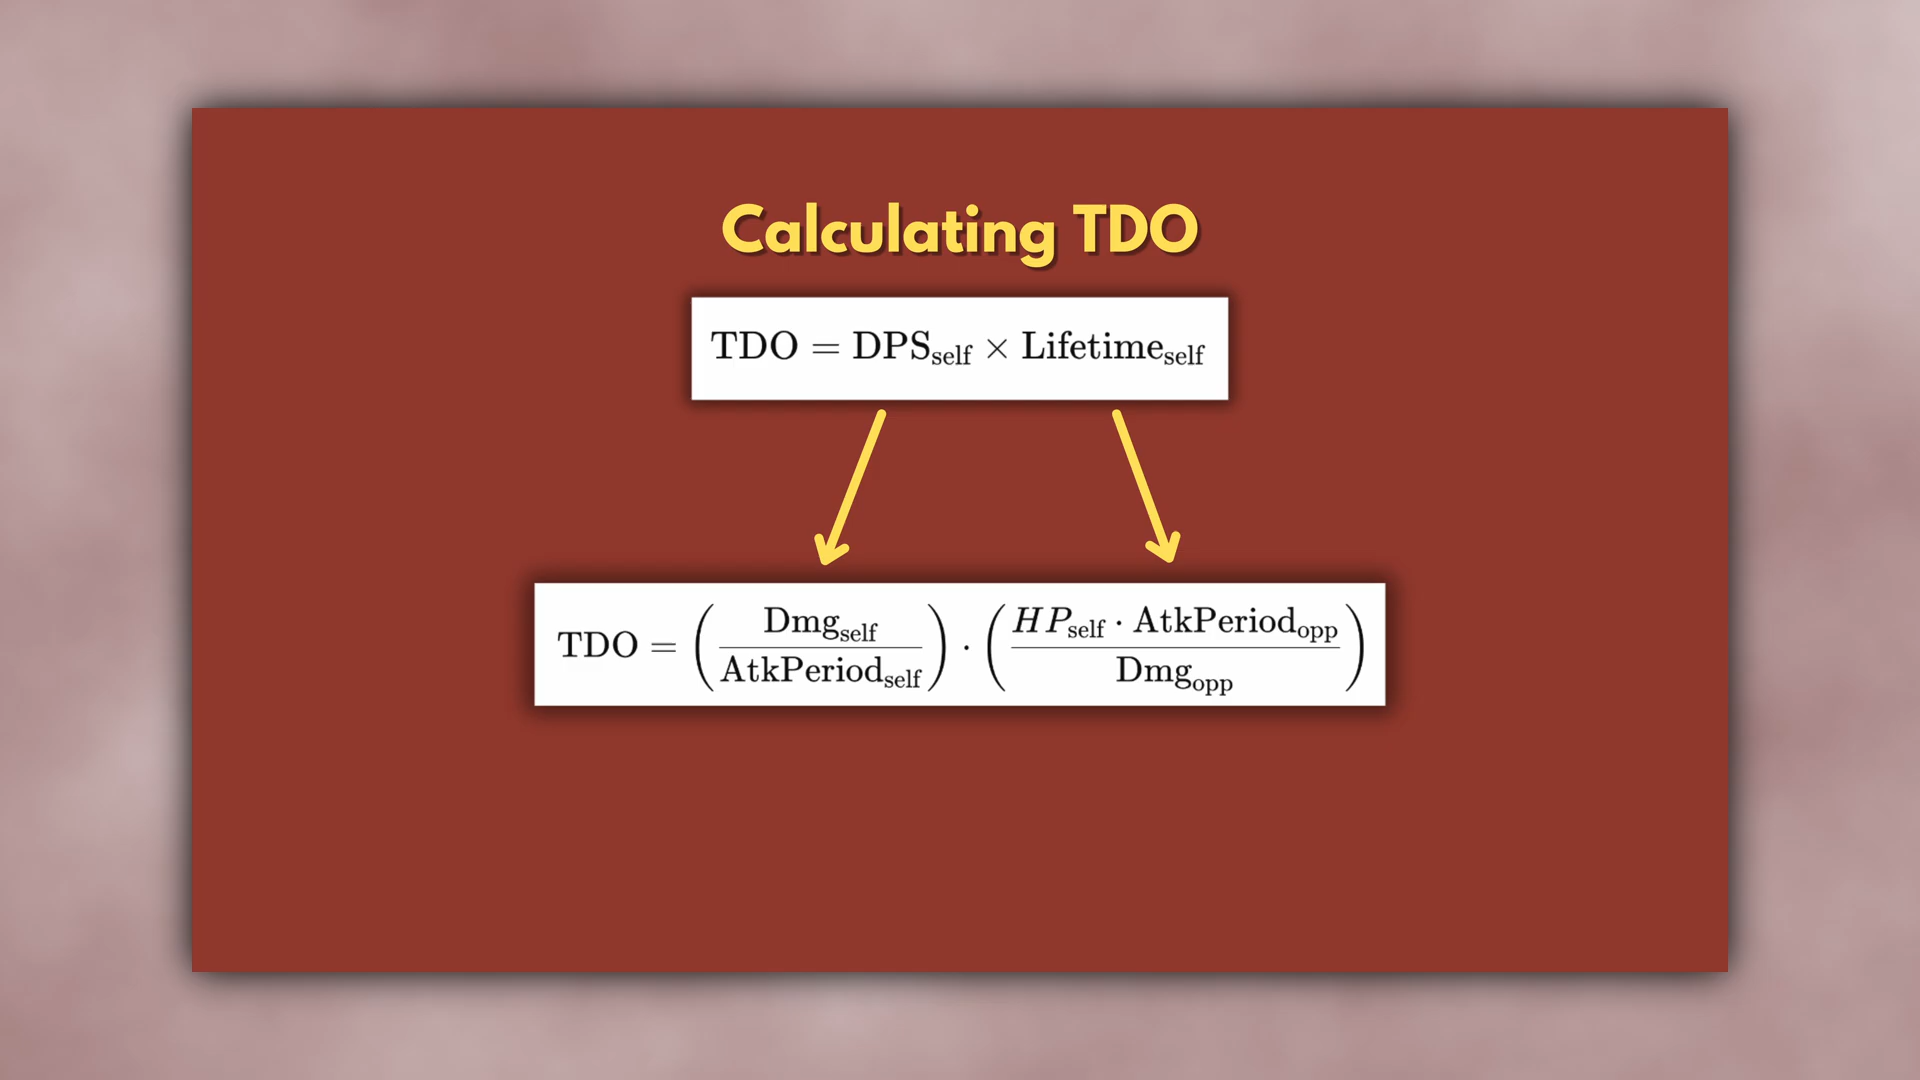 Calculating TDO
TDO = DPS_self × Lifetime_self
TDO = (Dmg_self / AtkPeriod_self) · (HP_self · AtkPeriod_opp / Dmg_opp)